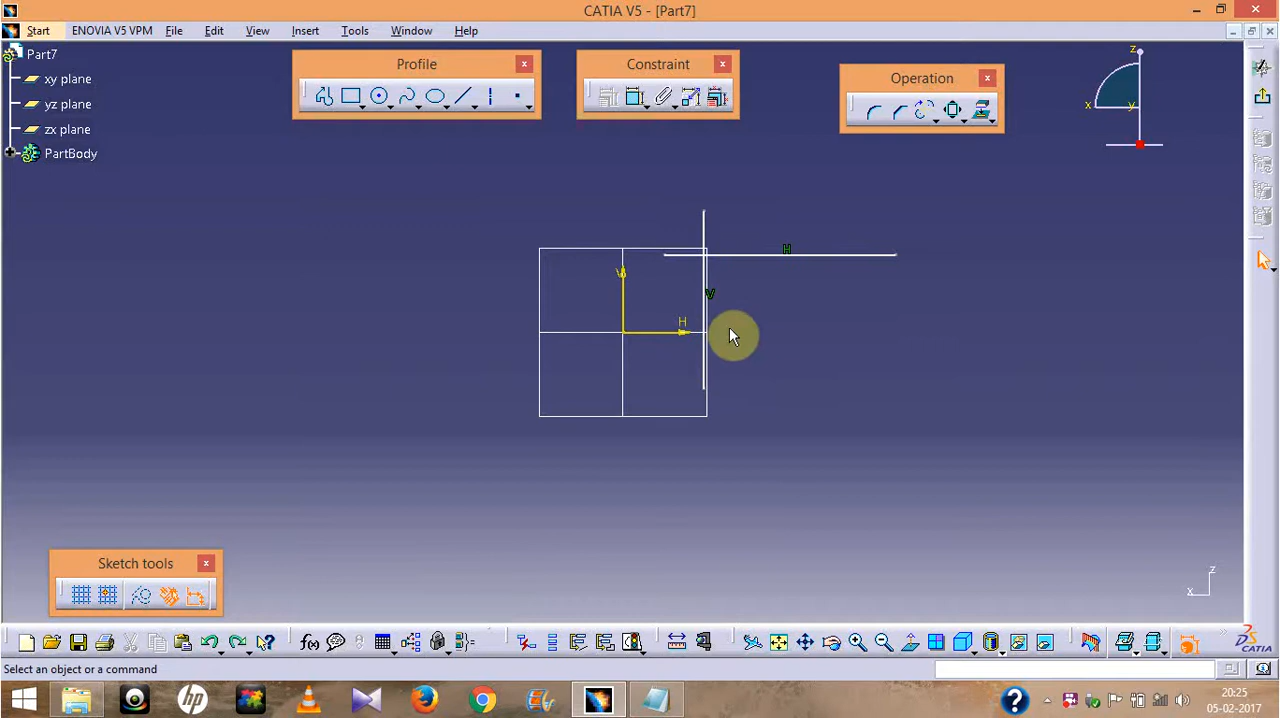 CATIA V5 - [Part7]
Start ENOVIA V5 VPM File Edit View Insert Tools Window Help
Part7
xy plane
yz plane
zx plane
PartBody
Profile
Constraint
Operation
z
x
y
H
V
V
H
Sketch tools
z
x
f(x)
Select an object or a command
hp
20:25
05-02-2017